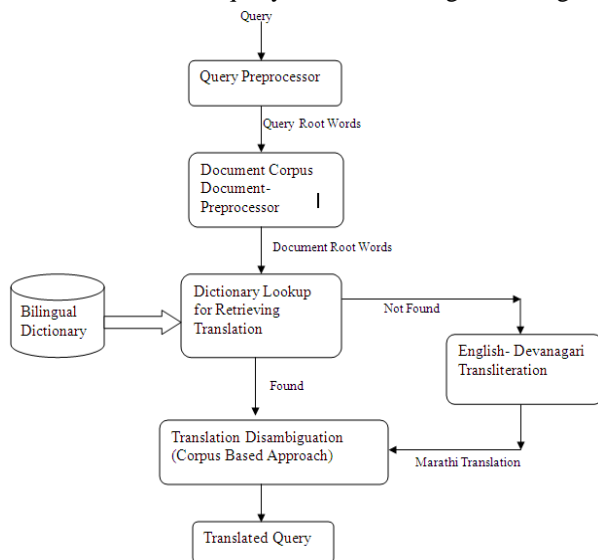 Query
Query Preprocessor
Query Root Words
Document Corpus
Document-
Preprocessor
Document Root Words
Bilingual
Dictionary
Dictionary Lookup
for Retrieving
Translation
Not Found
English- Devanagari
Transliteration
Found
Translation Disambiguation
(Corpus Based Approach)
Marathi Translation
Translated Query